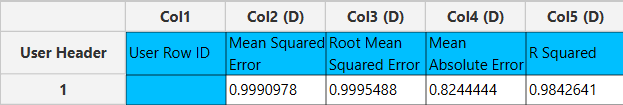 Col1 Col2 (D) Col3 (D) Col4 (D) Col5 (D)
User Header User Row ID Mean Squared Error Root Mean Squared Error Mean Absolute Error R Squared
1 0.9990978 0.9995488 0.8244444 0.9842641